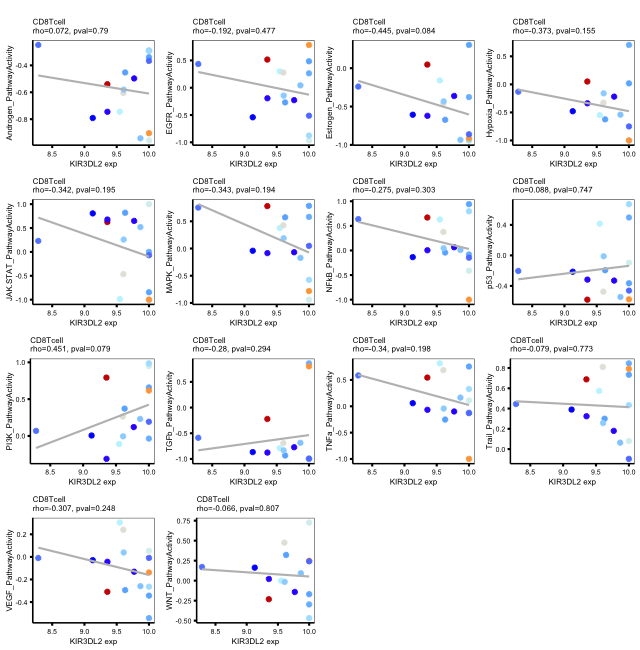 CD8Tcell
rho=0.072, pval=0.79
Androgen_PathwayActivity
-0.4
-0.6
-0.8
8.5 9.0 9.5 10.0
KIR3DL2 exp
CD8Tcell
rho=-0.192, pval=0.477
EGFR_PathwayActivity
0.5
0.0
-0.5
-1.0
8.5 9.0 9.5 10.0
KIR3DL2 exp
CD8Tcell
rho=-0.445, pval=0.084
Estrogen_PathwayActivity
0.0
-0.5
-1.0
8.5 9.0 9.5 10.0
KIR3DL2 exp
CD8Tcell
rho=-0.373, pval=0.155
Hypoxia_PathwayActivity
0.5
0.0
-0.5
-1.0
8.5 9.0 9.5 10.0
KIR3DL2 exp
CD8Tcell
rho=-0.342, pval=0.195
JAK-STAT_PathwayActivity
1.0
0.5
0.0
-0.5
-1.0
8.5 9.0 9.5 10.0
KIR3DL2 exp
CD8Tcell
rho=-0.343, pval=0.194
MAPK_PathwayActivity
0.5
0.0
-0.5
-1.0
8.5 9.0 9.5 10.0
KIR3DL2 exp
CD8Tcell
rho=-0.275, pval=0.303
NFkB_PathwayActivity
1.0
0.5
0.0
-0.5
-1.0
8.5 9.0 9.5 10.0
KIR3DL2 exp
CD8Tcell
rho=0.088, pval=0.747
p53_PathwayActivity
0.4
0.0
-0.4
8.5 9.0 9.5 10.0
KIR3DL2 exp
CD8Tcell
rho=0.451, pval=0.079
PI3K_PathwayActivity
1.0
0.5
0.0
8.5 9.0 9.5 10.0
KIR3DL2 exp
CD8Tcell
rho=-0.28, pval=0.294
TGFb_PathwayActivity
0.5
0.0
-0.5
-1.0
8.5 9.0 9.5 10.0
KIR3DL2 exp
CD8Tcell
rho=-0.34, pval=0.198
TNFa_PathwayActivity
0.5
0.0
-0.5
-1.0
8.5 9.0 9.5 10.0
KIR3DL2 exp
CD8Tcell
rho=-0.079, pval=0.773
Trail_PathwayActivity
0.8
0.6
0.4
0.2
0.0
8.5 9.0 9.5 10.0
KIR3DL2 exp
CD8Tcell
rho=-0.307, pval=0.248
VEGF_PathwayActivity
0.2
0.0
-0.2
-0.4
8.5 9.0 9.5 10.0
KIR3DL2 exp
CD8Tcell
rho=-0.066, pval=0.807
WNT_PathwayActivity
0.75
0.50
0.25
0.00
-0.25
-0.50
8.5 9.0 9.5 10.0
KIR3DL2 exp